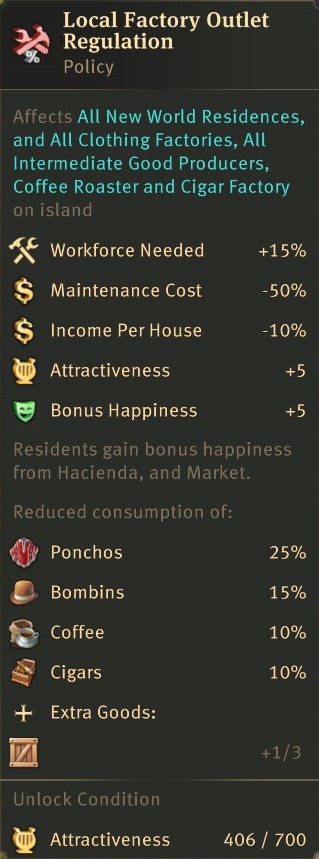 Local Factory Outlet
Regulation
Policy
Affects All New World Residences,
and All Clothing Factories, All
Intermediate Good Producers,
Coffee Roaster and Cigar Factory
on island
Workforce Needed +15%
Maintenance Cost -50%
Income Per House -10%
Attractiveness +5
Bonus Happiness +5
Residents gain bonus happiness
from Hacienda, and Market.
Reduced consumption of:
Ponchos 25%
Bombins 15%
Coffee 10%
Cigars 10%
Extra Goods:
+1/3
Unlock Condition
Attractiveness 406 / 700